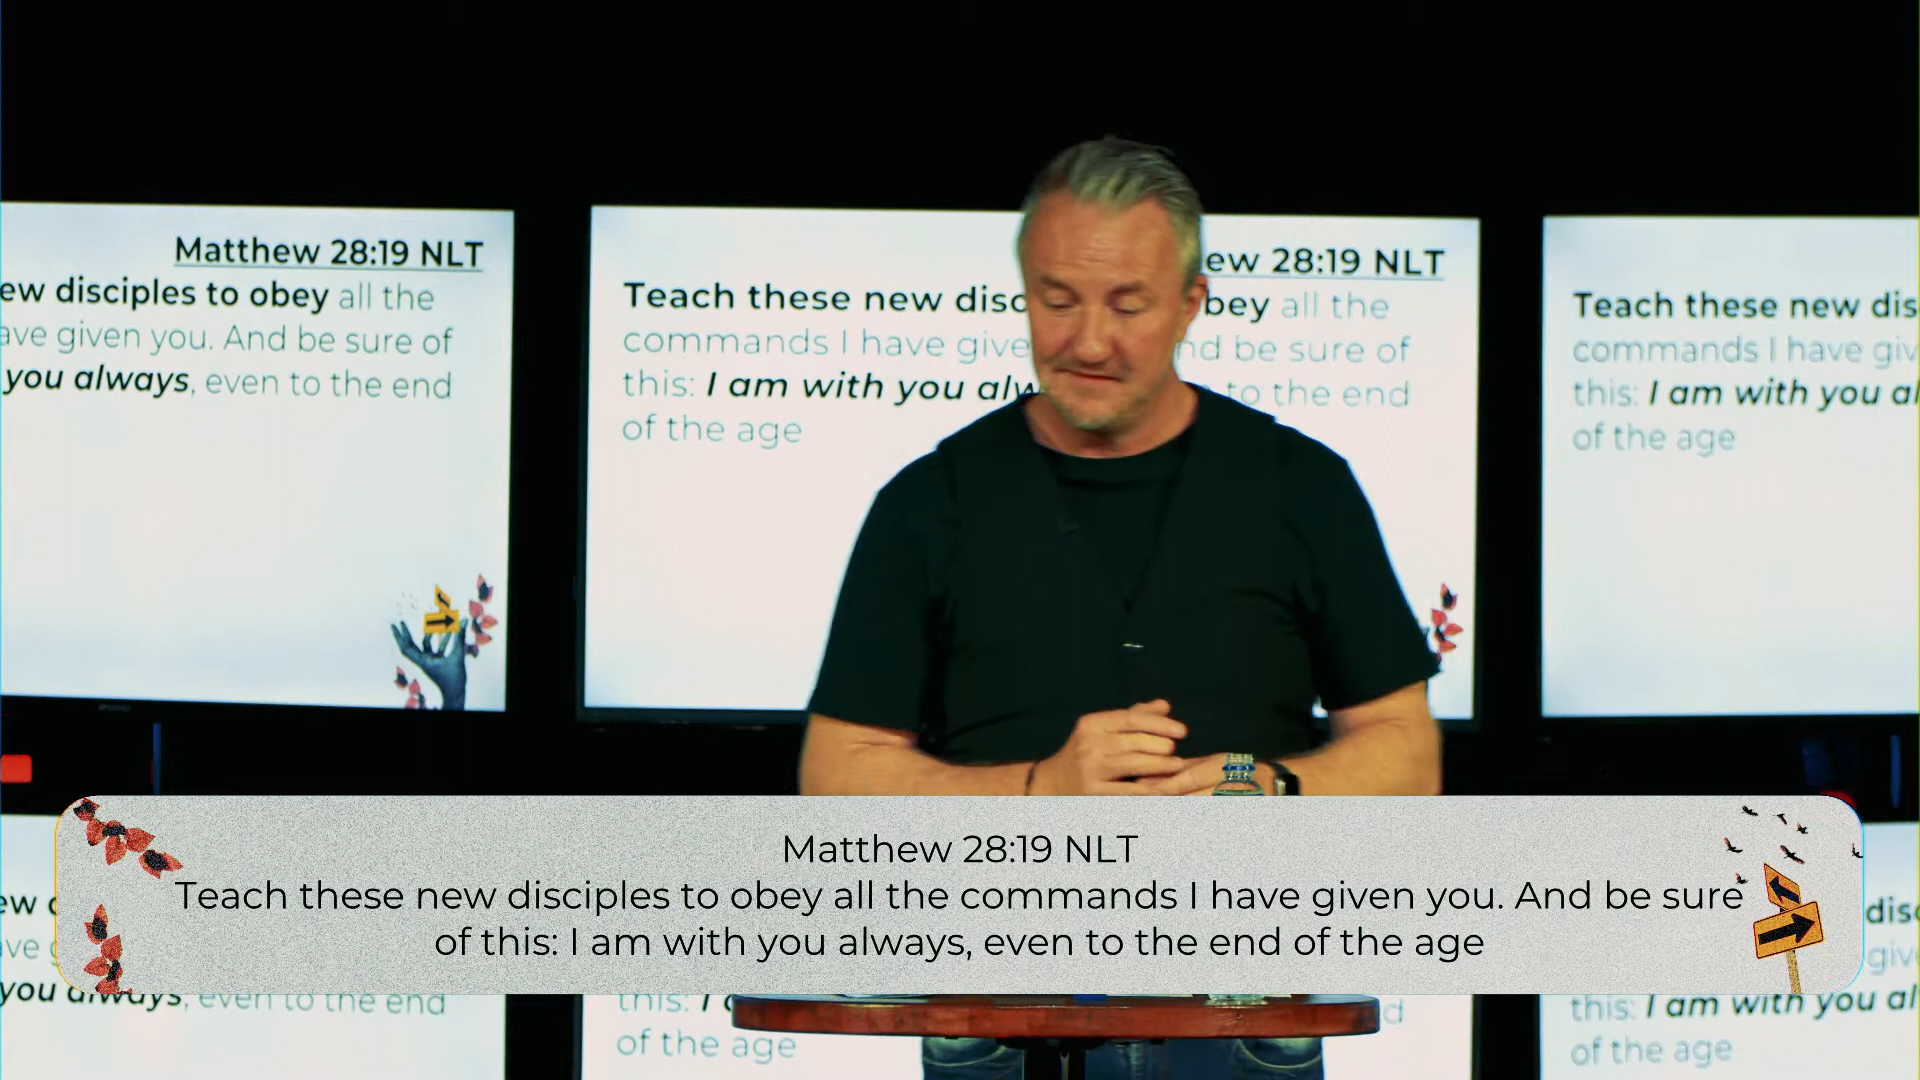 Matthew 28:19 NLT
ew disciples to obey all the
ave given you. And be sure of
you always, even to the end
ew 28:19 NLT
Teach these new disc bey all the
commands I have give nd be sure of
this: I am with you alw to the end
of the age
Teach these new dis
commands I have giv
this: I am with you al
of the age
Matthew 28:19 NLT
Teach these new disciples to obey all the commands I have given you. And be sure
of this: I am with you always, even to the end of the age
ew
ve
you always, even to the end
this: I
of the age
disc
give
this: I am with you al
of the age